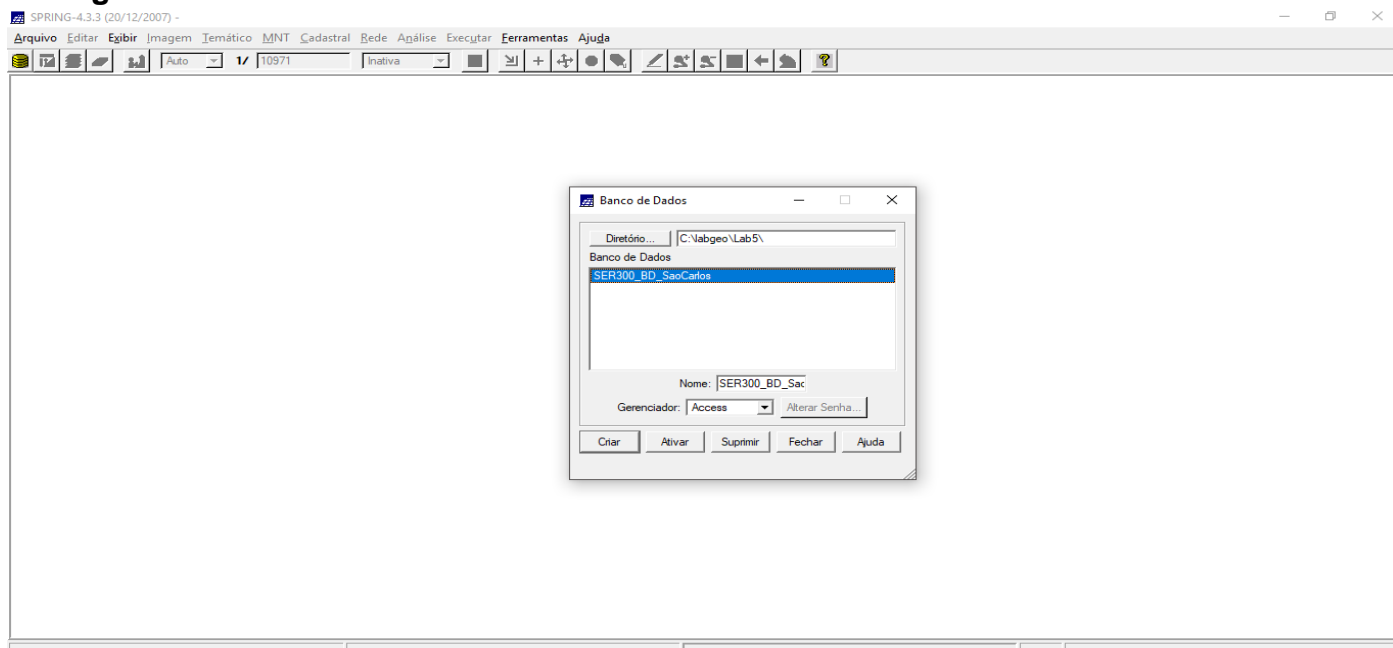 SPRING-4.3.3 (20/12/2007) -
Arquivo Editar Exibir Imagem Temático MNT Cadastral Rede Análise Executar Ferramentas Ajuda
Auto 1/ 10971 Inativa ?
Banco de Dados
Diretório... C:\labgeo\Lab5\
Banco de Dados
SER300_BD_SaoCarlos
Nome: SER300_BD_Sac
Gerenciador: Access Alterar Senha...
Criar Ativar Suprimir Fechar Ajuda